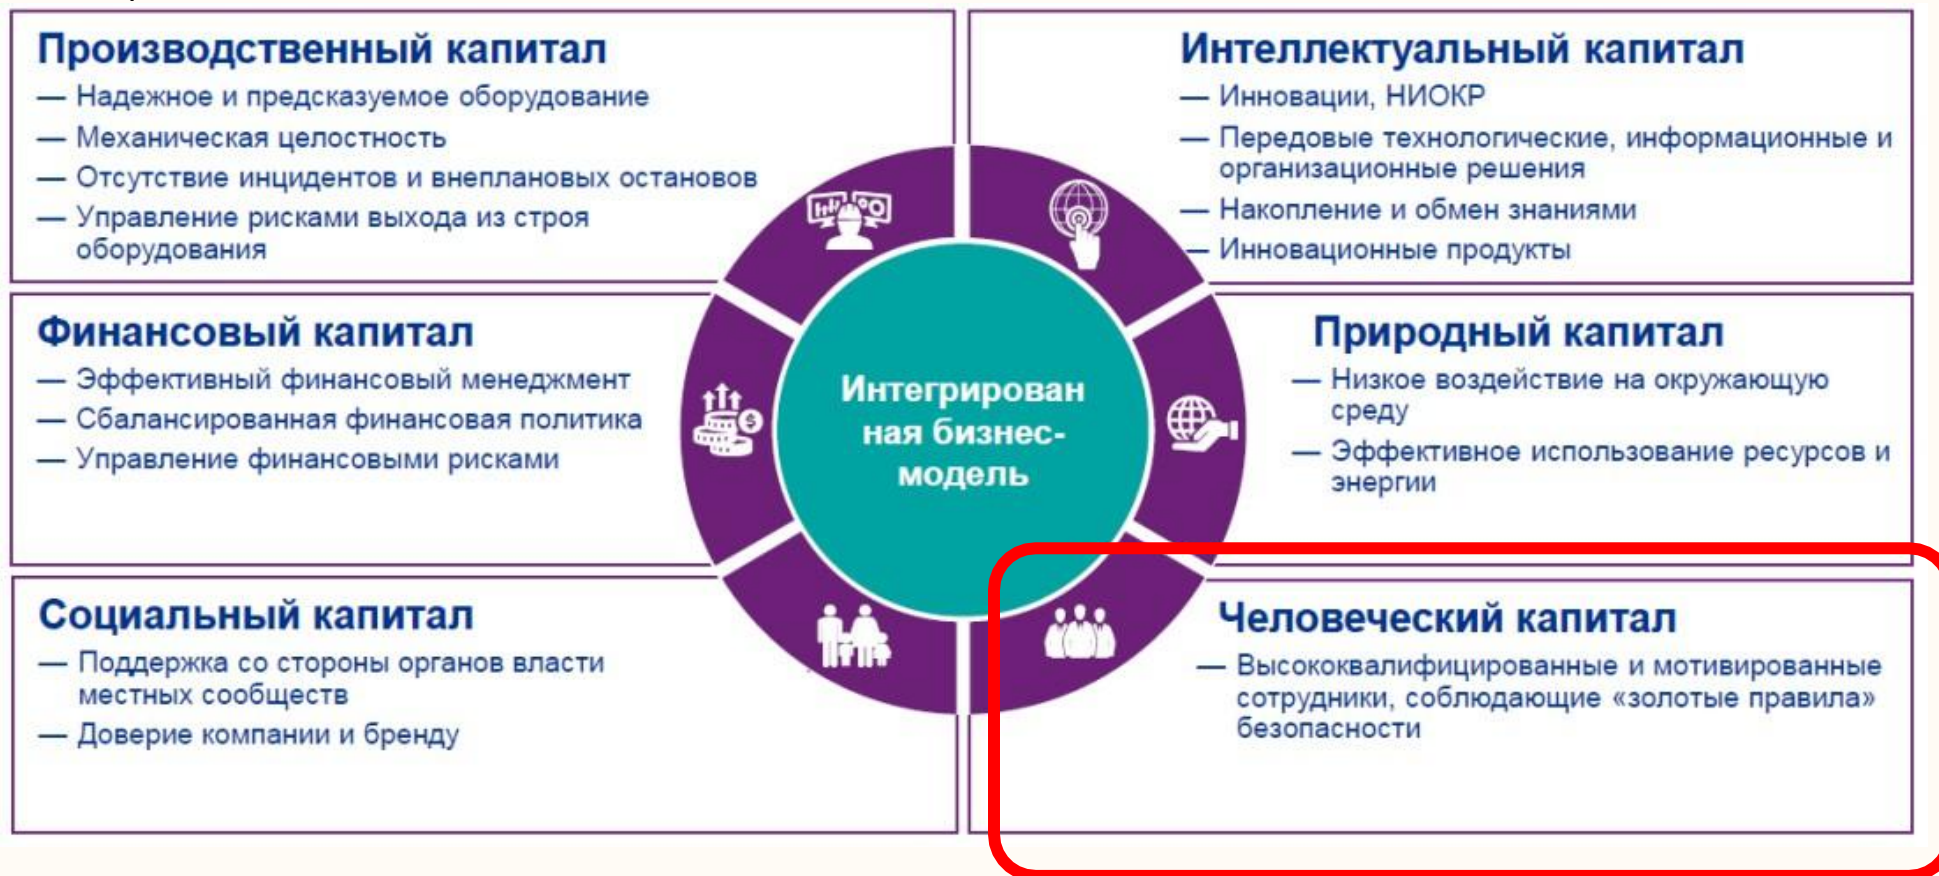 Производственный капитал
— Надежное и предсказуемое оборудование
— Механическая целостность
— Отсутствие инцидентов и внеплановых остановов
— Управление рисками выхода из строя
оборудования
Интеллектуальный капитал
— Инновации, НИОКР
— Передовые технологические, информационные и
организационные решения
— Накопление и обмен знаниями
— Инновационные продукты
Финансовый капитал
— Эффективный финансовый менеджмент
— Сбалансированная финансовая политика
— Управление финансовыми рисками
Интегрирован
ная бизнес-
модель
Природный капитал
— Низкое воздействие на окружающую
среду
— Эффективное использование ресурсов и
энергии
Социальный капитал
— Поддержка со стороны органов власти
местных сообществ
— Доверие компании и бренду
Человеческий капитал
— Высококвалифицированные и мотивированные
сотрудники, соблюдающие «золотые правила»
безопасности